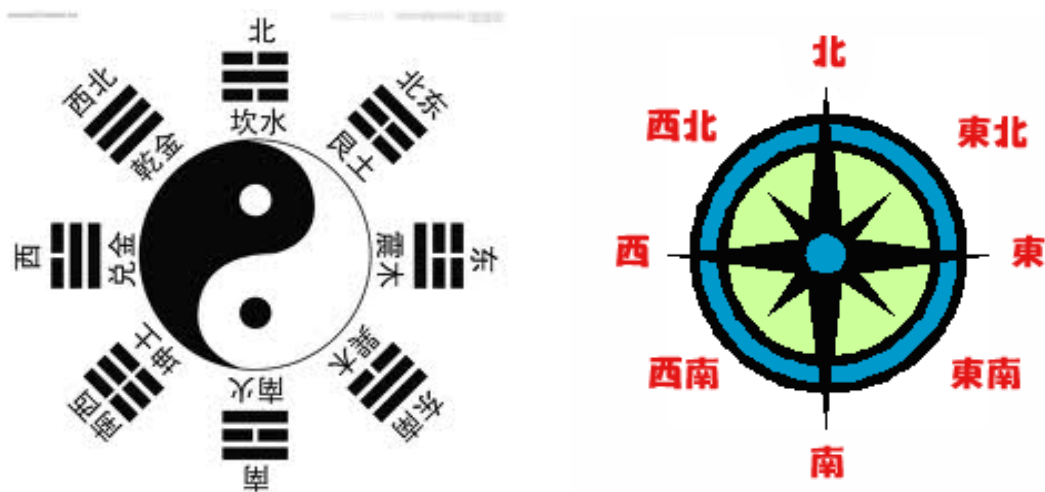 北
坎水
北东
艮土
东
震木
东南
巽木
南
南火
南西
坤土
西
兑金
西北
乾金
北
西北
東北
西
東
西南
東南
南